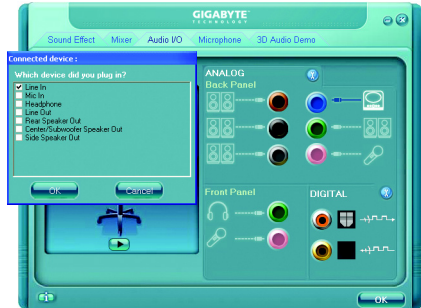 GIGABYTE
TECHNOLOGY
Sound Effect Mixer Audio I/O Microphone 3D Audio Demo
Connected device :
Which device did you plug in?
Line In
Mic In
Headphone
Line Out
Rear Speaker Out
Center/Subwoofer Speaker Out
Side Speaker Out
OK Cancel
ANALOG
Back Panel
Front Panel
DIGITAL
OK